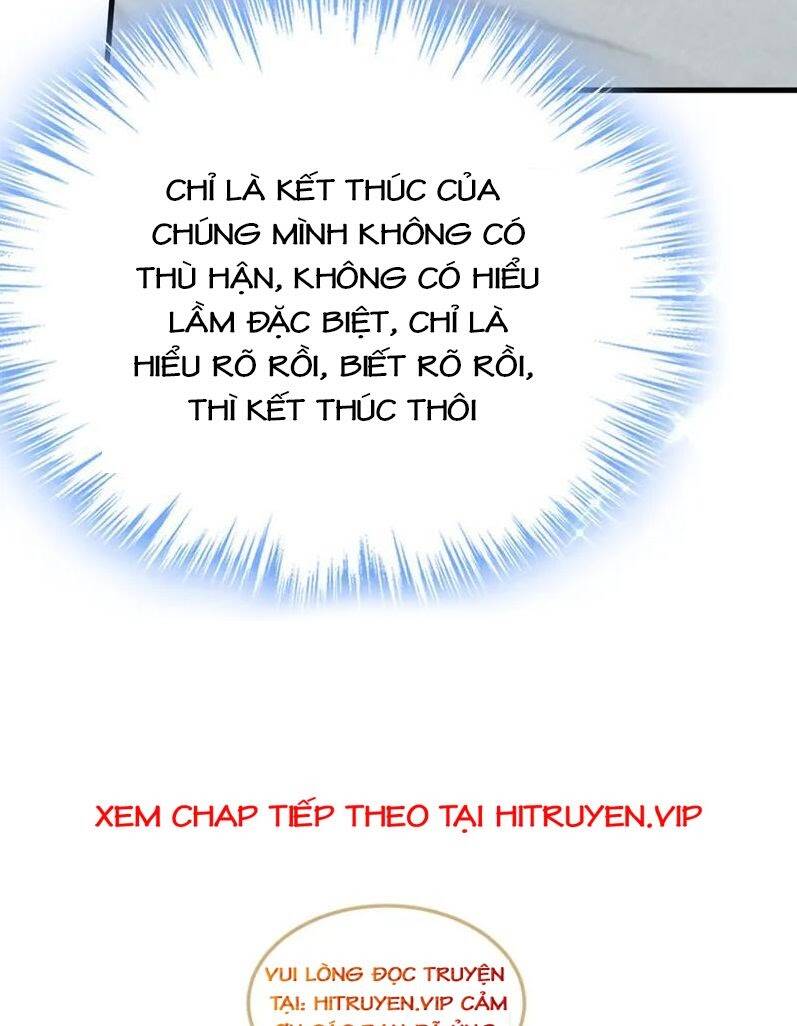 CHỈ LÀ KẾT THÚC CỦA
CHÚNG MÌNH KHÔNG CÓ
THÙ HẬN, KHÔNG CÓ HIỂU
LẦM ĐẶC BIỆT, CHỈ LÀ
HIỂU RÕ RỒI, BIẾT RÕ RỒI,
THÌ KẾT THÚC THÔI
XEM CHAP TIẾP THEO TẠI HITRUYEN.VIP
VUI LÒNG ĐỌC TRUYỆN
TẠI: HITRUYEN.VIP CẢM